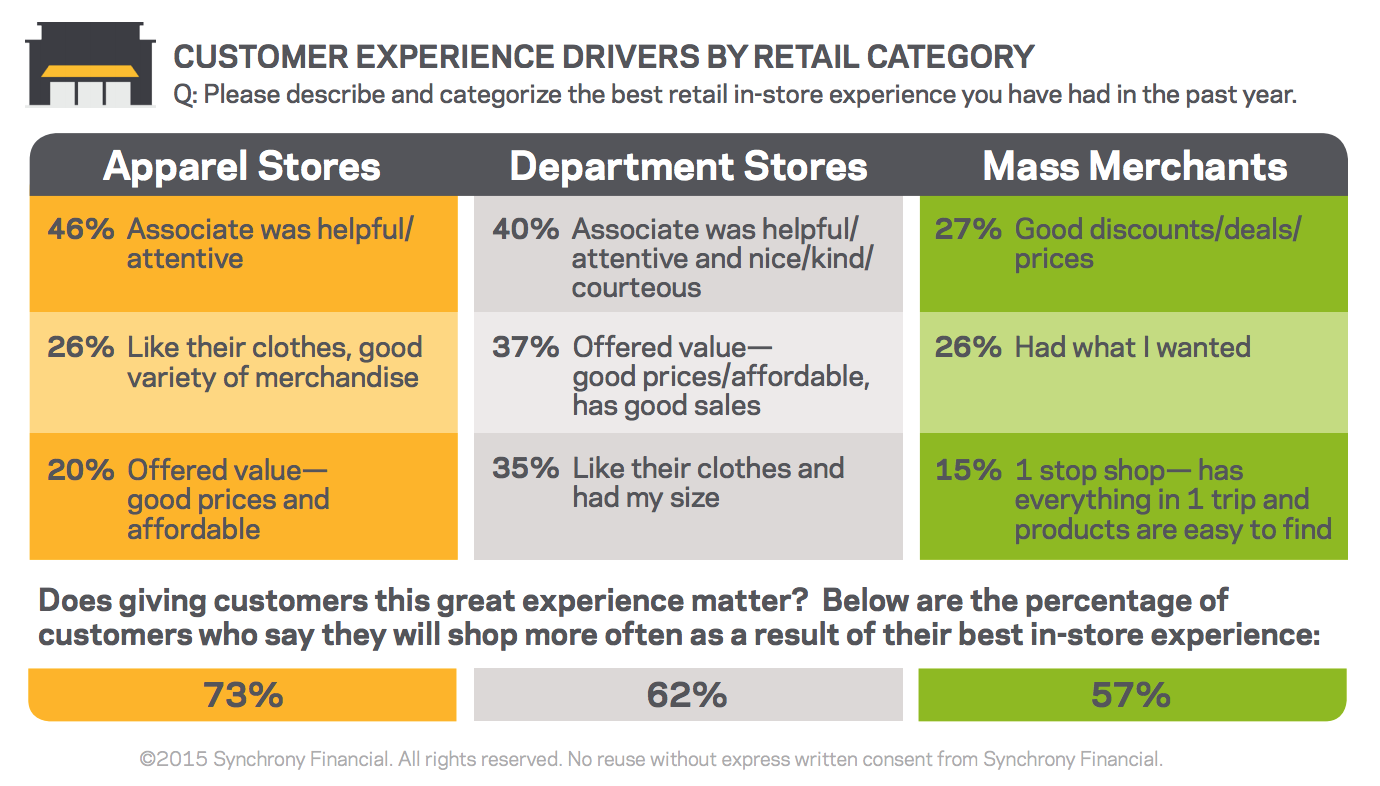 CUSTOMER EXPERIENCE DRIVERS BY RETAIL CATEGORY
Q: Please describe and categorize the best retail in-store experience you have had in the past year.
Apparel Stores
46% Associate was helpful/
attentive
26% Like their clothes, good
variety of merchandise
20% Offered value—
good prices and
affordable
Department Stores
40% Associate was helpful/
attentive and nice/kind/
courteous
37% Offered value—
good prices/affordable,
has good sales
35% Like their clothes and
had my size
Mass Merchants
27% Good discounts/deals/
prices
26% Had what I wanted
15% 1 stop shop— has
everything in 1 trip and
products are easy to find
Does giving customers this great experience matter?  Below are the percentage of
customers who say they will shop more often as a result of their best in-store experience:
73%
62%
57%
©2015 Synchrony Financial. All rights reserved. No reuse without express written consent from Synchrony Financial.